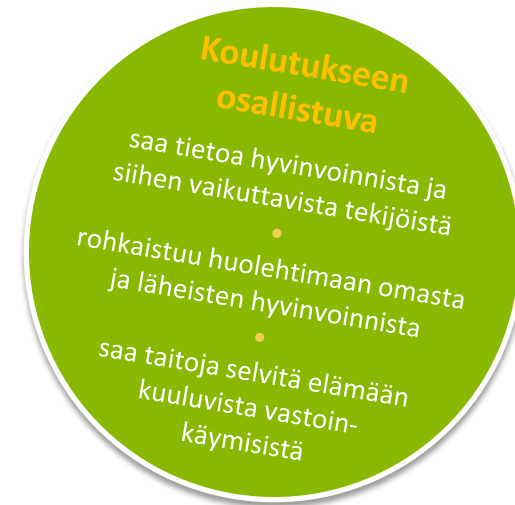 Koulutukseen
osallistuva
saa tietoa hyvinvoinnista ja
siihen vaikuttavista tekijöistä
•
rohkaistuu huolehtimaan omasta
ja läheisten hyvinvoinnista
•
saa taitoja selvitä elämään
kuuluvista vastoin-
käymisistä